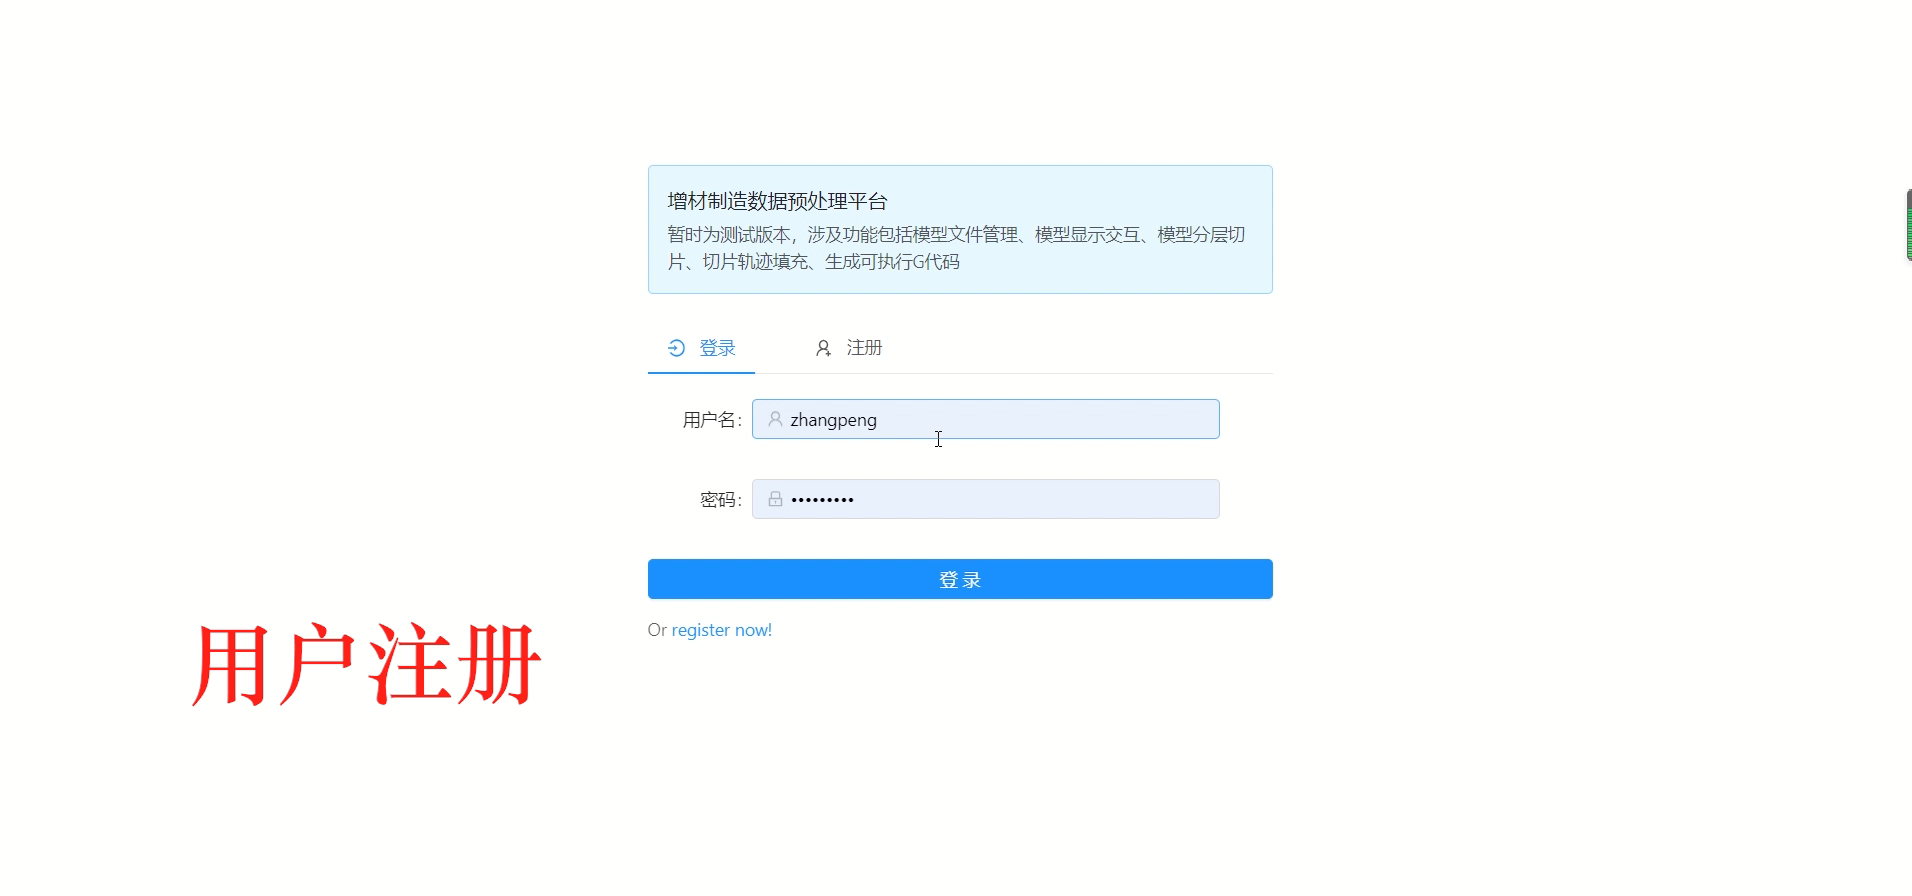 增材制造数据预处理平台
暂时为测试版本，涉及功能包括模型文件管理、模型显示交互、模型分层切
片、切片轨迹填充、生成可执行G代码
登录 注册
用户名: zhangpeng
密码: •••••••••
登录
Or register now!
用户注册